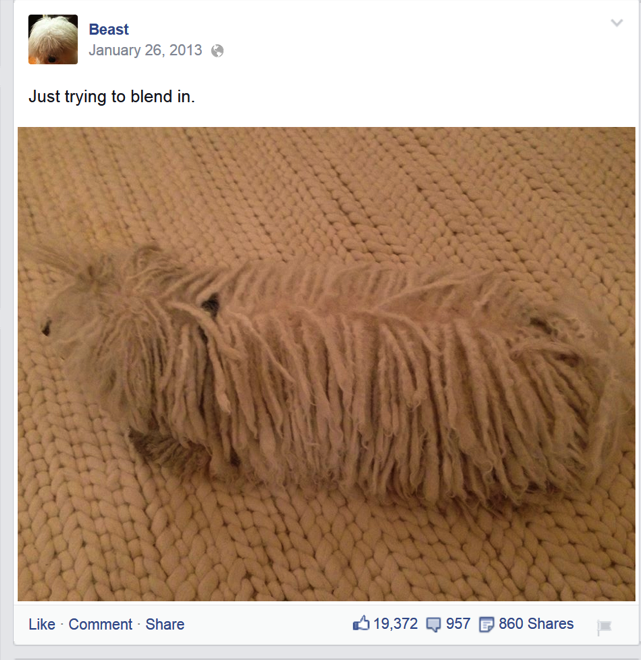 Beast
January 26, 2013
Just trying to blend in.
Like · Comment · Share 19,372 957 860 Shares